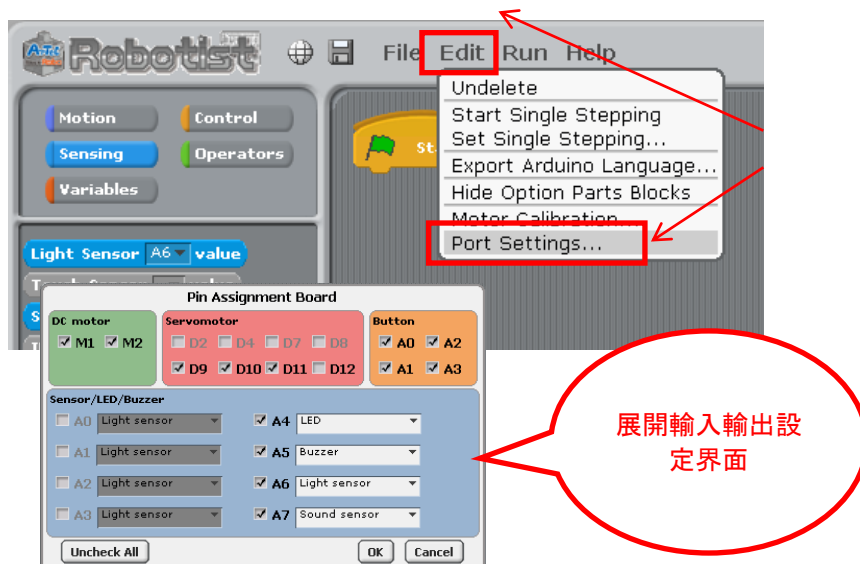 ArTeC Robotist File Edit Run Help
Undelete
Start Single Stepping
Set Single Stepping...
Export Arduino Language...
Hide Option Parts Blocks
Motor Calibration...
Port Settings...
Motion Control
Sensing Operators
Variables
St
Light Sensor A6 value
Pin Assignment Board
DC motor Servomotor Button
M1 M2 D2 D4 D7 D8 A0 A2
D9 D10 D11 D12 A1 A3
Sensor/LED/Buzzer
A0 Light sensor A4 LED
A1 Light sensor A5 Buzzer
A2 Light sensor A6 Light sensor
A3 Light sensor A7 Sound sensor
Uncheck All OK Cancel
展開輸入輸出設
定界面